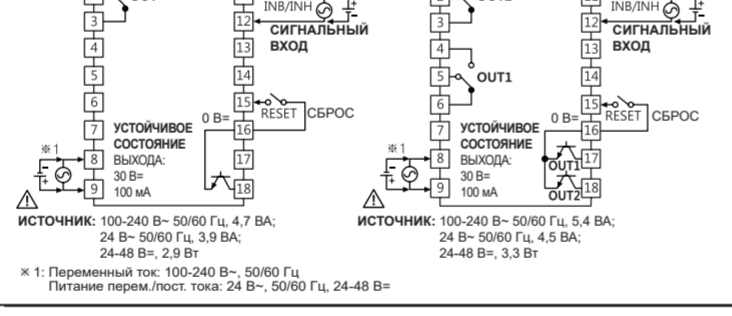 INB/INH
3
12
СИГНАЛЬНЫЙ
ВХОД
4
13
5
14
6
15
RESET
СБРОС
0 В=
7
УСТОЙЧИВОЕ
СОСТОЯНИЕ
ВЫХОДА:
30 В=
100 мА
16
※ 1
8
17
9
18
ИСТОЧНИК: 100-240 В~ 50/60 Гц, 4,7 ВА;
24 В~ 50/60 Гц, 3,9 ВА;
24-48 В=, 2,9 Вт
INB/INH
3
12
СИГНАЛЬНЫЙ
ВХОД
4
13
5
OUT1
14
6
15
RESET
СБРОС
0 В=
7
УСТОЙЧИВОЕ
СОСТОЯНИЕ
ВЫХОДА:
30 В=
100 мА
16
※ 1
8
OUT1
17
9
OUT2
18
ИСТОЧНИК: 100-240 В~ 50/60 Гц, 5,4 ВА;
24 В~ 50/60 Гц, 4,5 ВА;
24-48 В=, 3,3 Вт
※ 1: Переменный ток: 100-240 В~, 50/60 Гц
Питание перем./пост. тока: 24 В~, 50/60 Гц, 24-48 В=